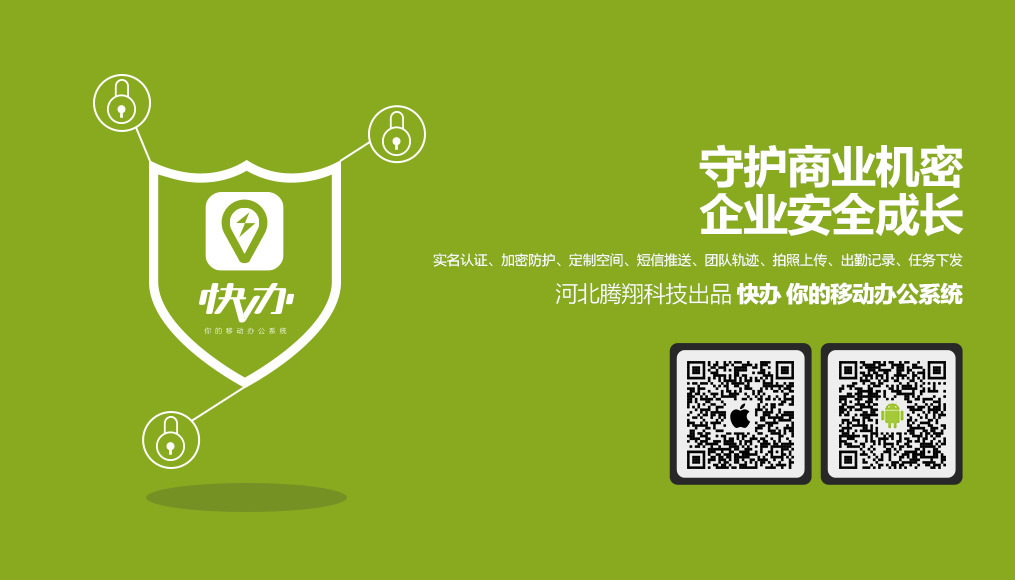 快办
你的移动办公系统
守护商业机密
企业安全成长
实名认证、加密防护、定制空间、短信推送、团队轨迹、拍照上传、出勤记录、任务下发
河北腾翔科技出品 快办 你的移动办公系统